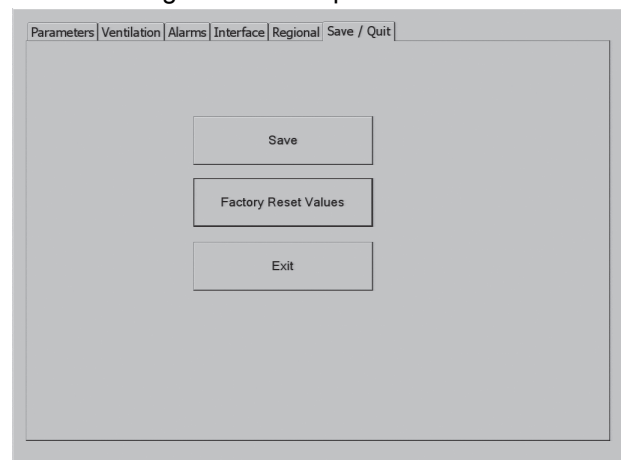 Parameters Ventilation Alarms Interface Regional Save / Quit
Save
Factory Reset Values
Exit